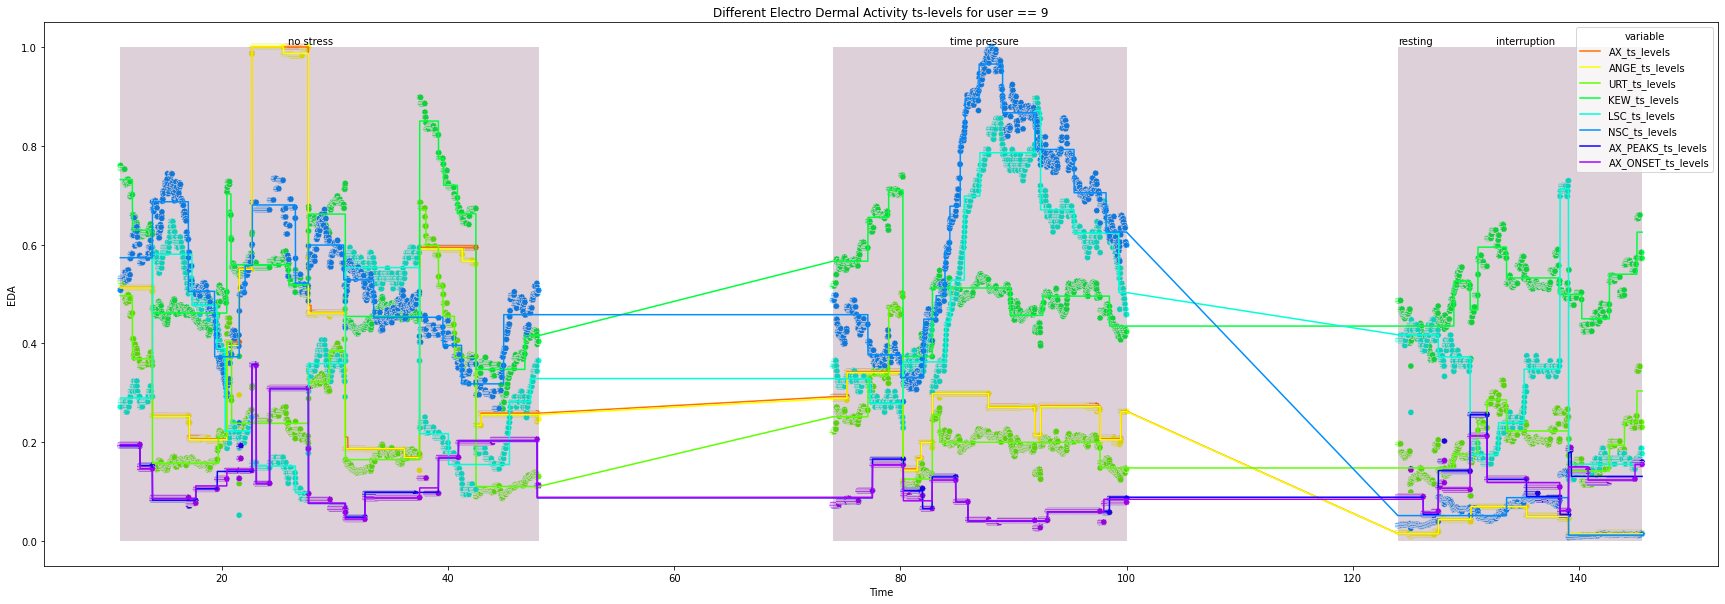 Different Electro Dermal Activity ts-levels for user == 9
no stress
time pressure
resting
interruption
variable
AX_ts_levels
ANGE_ts_levels
URT_ts_levels
KEW_ts_levels
LSC_ts_levels
NSC_ts_levels
AX_PEAKS_ts_levels
AX_ONSET_ts_levels
EDA
1.0
0.8
0.6
0.4
0.2
0.0
20
40
60
80
100
120
140
Time